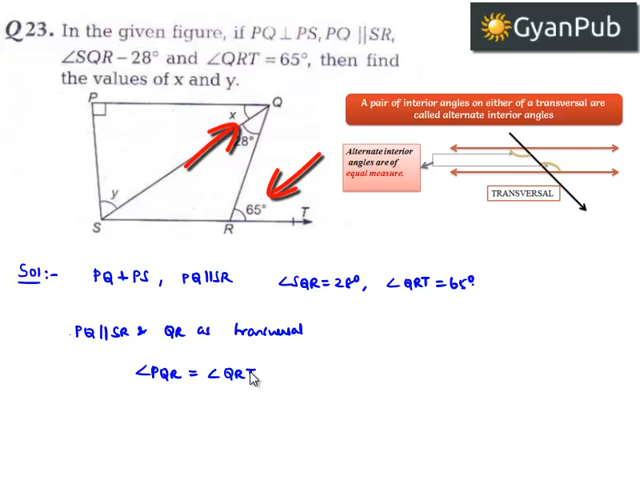 Q23. In the given figure, if PQ ⊥ PS, PQ || SR,
∠SQR – 28° and ∠QRT = 65°, then find
the values of x and y.
GyanPub
A pair of interior angles on either of a transversal are
called alternate interior angles
Alternate interior
angles are of
equal measure.
TRANSVERSAL
P
Q
x
28°
y
65°
T
S
R
Sol:- PQ ⊥ PS , PQ || SR ∠SQR = 28°, ∠QRT = 65°.
PQ || SR & QR as transversal
∠PQR = ∠QRT